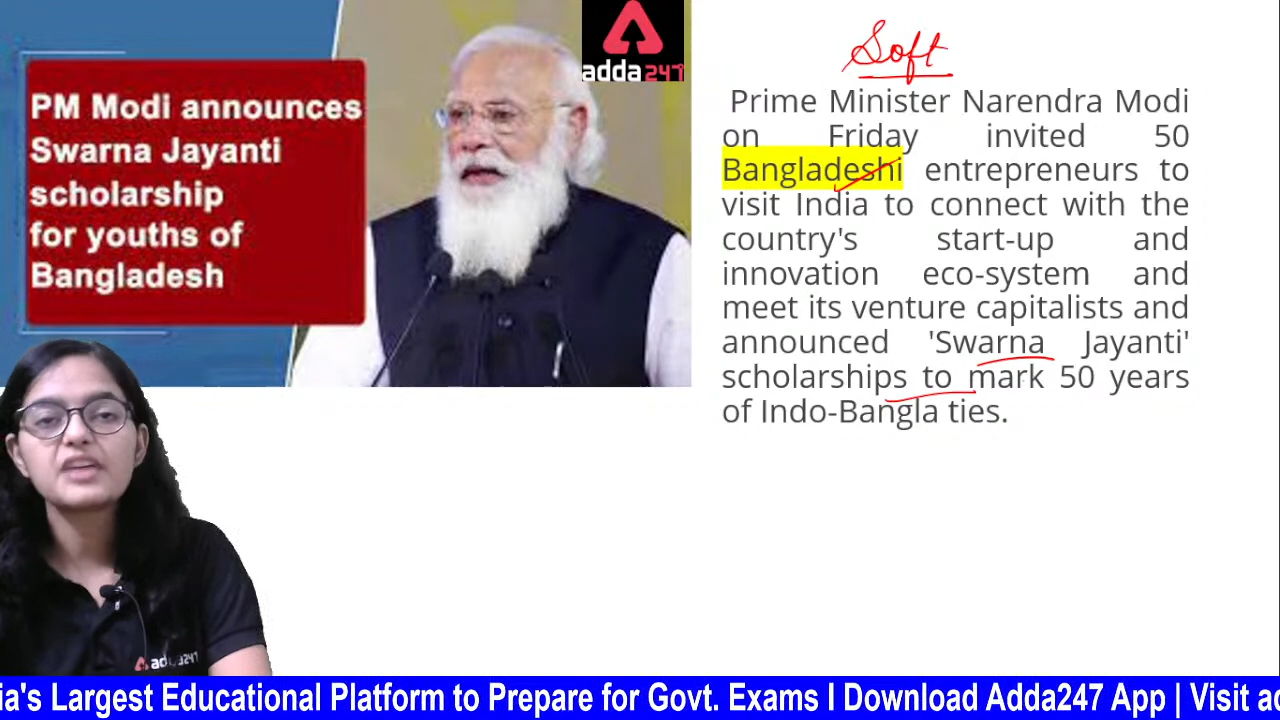 PM Modi announces
Swarna Jayanti
scholarship
for youths of
Bangladesh
adda247
Soft
Prime Minister Narendra Modi
on Friday invited 50
Bangladeshi entrepreneurs to
visit India to connect with the
country's start-up and
innovation eco-system and
meet its venture capitalists and
announced 'Swarna Jayanti'
scholarships to mark 50 years
of Indo-Bangla ties.
adda247
ia's Largest Educational Platform to Prepare for Govt. Exams I Download Adda247 App | Visit ad